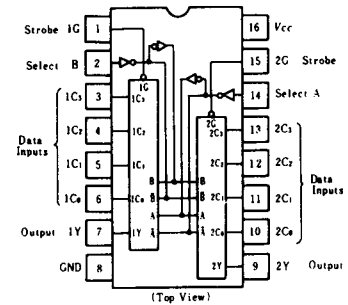 Strobe 1G 1 16 Vcc
Select B 2 15 2G Strobe
1C₃ 3 14 Select A
1C₂ 4 13 2C₃
Data Inputs
1C₁ 5 12 2C₂
1C₀ 6 11 2C₁
Data Inputs
Output 1Y 7 10 2C₀
GND 8 9 2Y Output
1G
1C₃
1C₂
1C₁
1C₀
1Y
B
B
A
A
2G
2C₃
2C₂
2C₁
2C₀
2Y
B
B
A
A
(Top View)